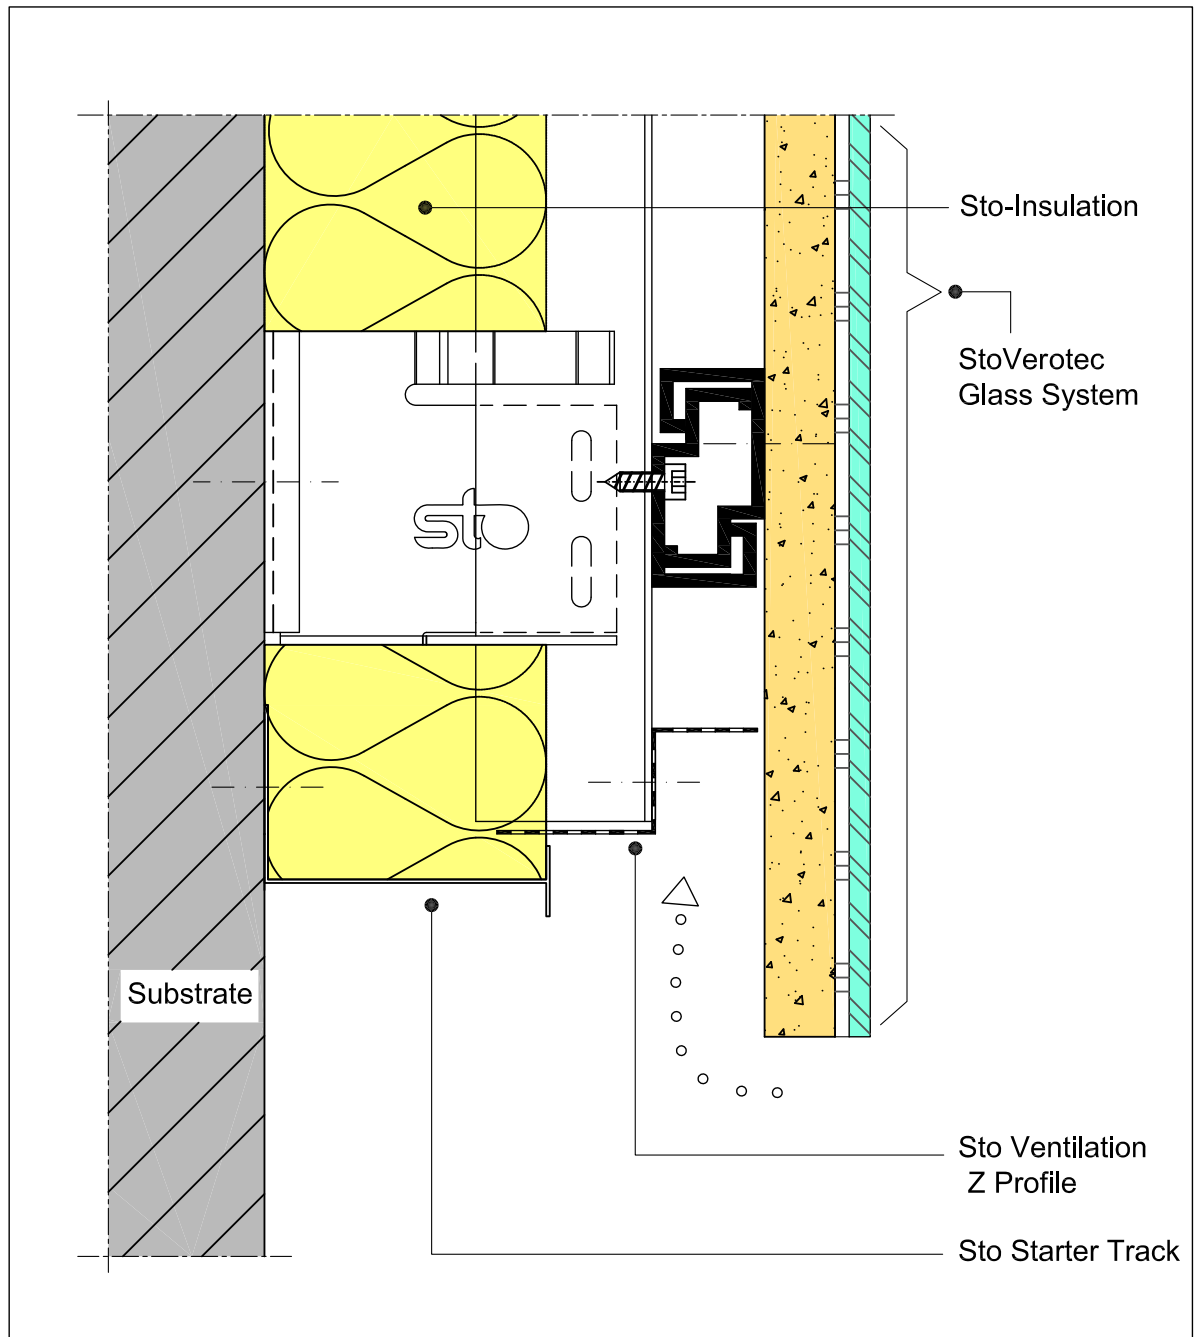 Sto-Insulation
StoVerotec
Glass System
sto
Substrate
Sto Ventilation
Z Profile
Sto Starter Track